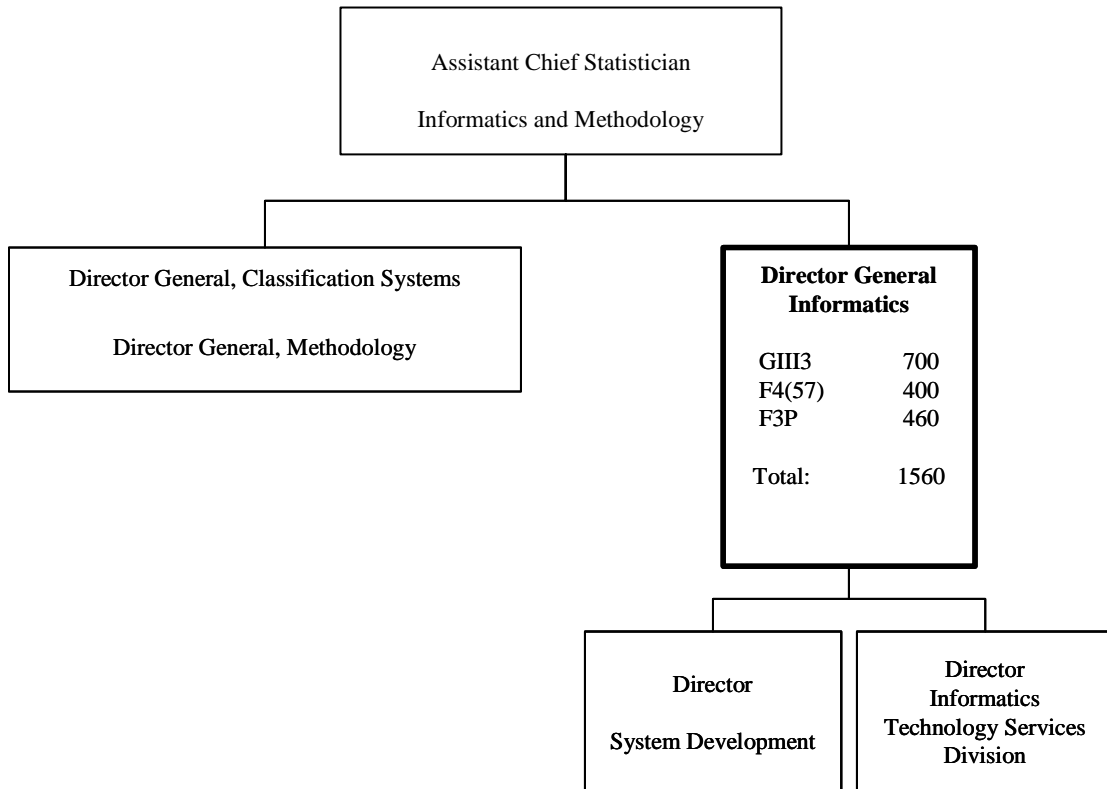 Assistant Chief Statistician
Informatics and Methodology
Director General, Classification Systems
Director General, Methodology
Director General
Informatics
GIII3 700
F4(57) 400
F3P 460
Total: 1560
Director
System Development
Director
Informatics
Technology Services
Division